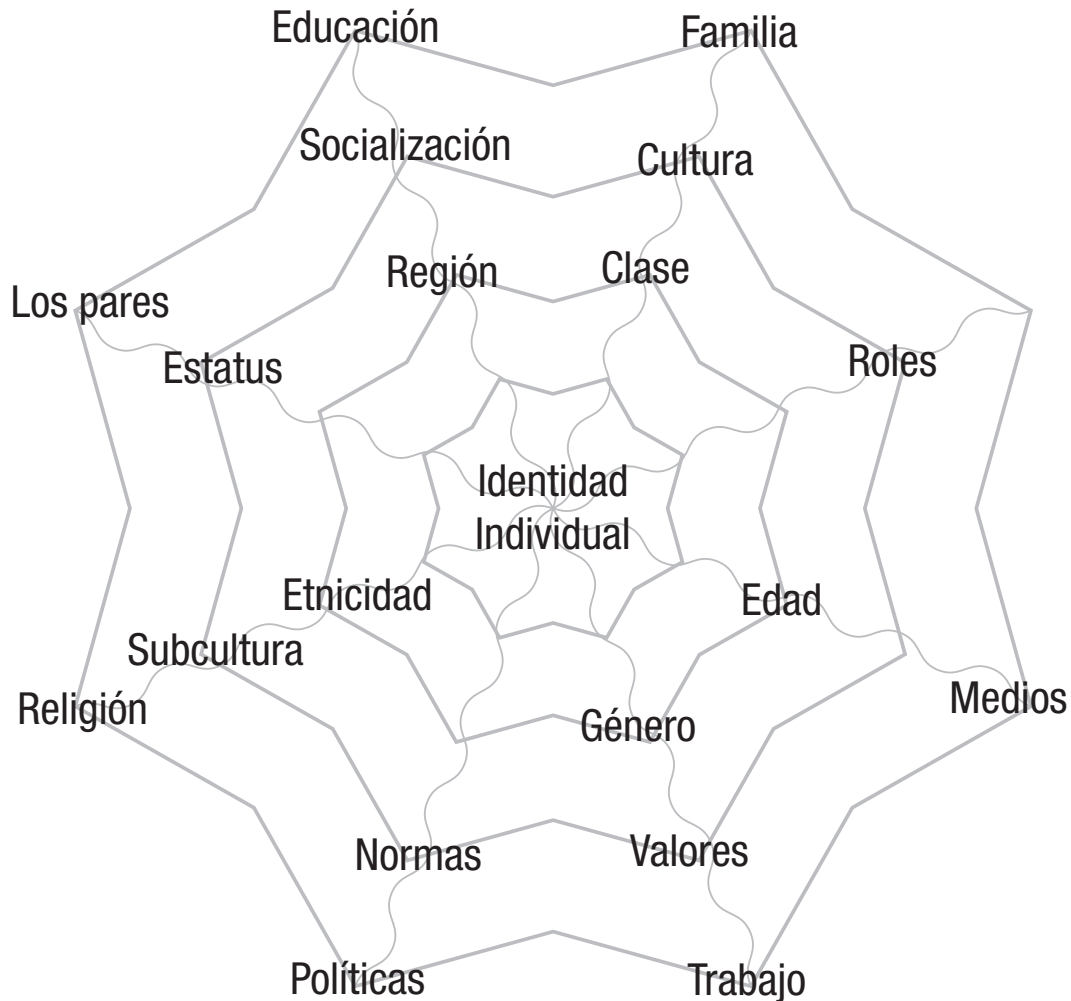 Educación
Familia
Socialización
Cultura
Región
Clase
Los pares
Estatus
Roles
Identidad
Individual
Etnicidad
Edad
Subcultura
Religión
Medios
Género
Normas
Valores
Políticas
Trabajo